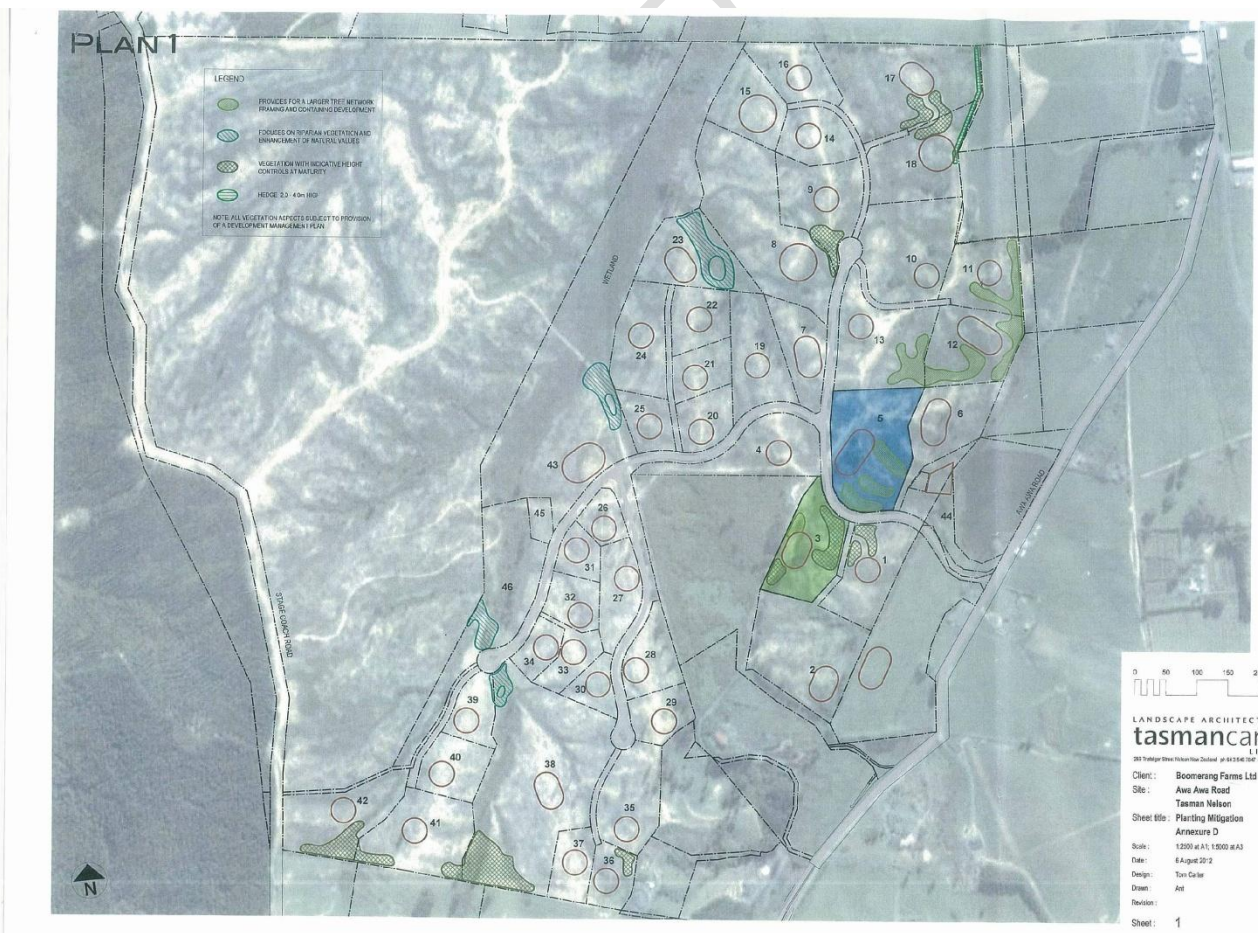 PLAN 1
LEGEND
PROVIDES FOR A LARGER TREE NETWORK
FRAMING AND CONTAINING DEVELOPMENT
FOCUSES ON RIPARIAN VEGETATION AND
ENHANCEMENT OF NATURAL VALUES
VEGETATION WITH INDICATIVE HEIGHT
CONTROLS AT MATURITY
HEDGE 2.0 - 4.0m HIGH
NOTE: ALL VEGETATION ASPECTS SUBJECT TO PROVISION
OF A DEVELOPMENT MANAGEMENT PLAN
16
17
15
14
18
9
23
8
10
11
WETLAND
22
7
13
12
24
19
21
25
20
5
6
4
43
AWA AWA ROAD
45
26
44
3
31
1
46
27
32
STAGE COACH ROAD
34
33
28
30
2
39
29
40
38
42
41
35
37
36
N
0 50 100 150
LANDSCAPE ARCHITECT
tasmancar
Client: Boomerang Farms Ltd
Site: Awa Awa Road
Tasman Nelson
Sheet title: Planting Mitigation
Annexure D
Scale: 1:2500 at A1; 1:5000 at A3
Date: 6 August 2012
Design: Tom Carter
Drawn: Ant
Revision:
Sheet: 1